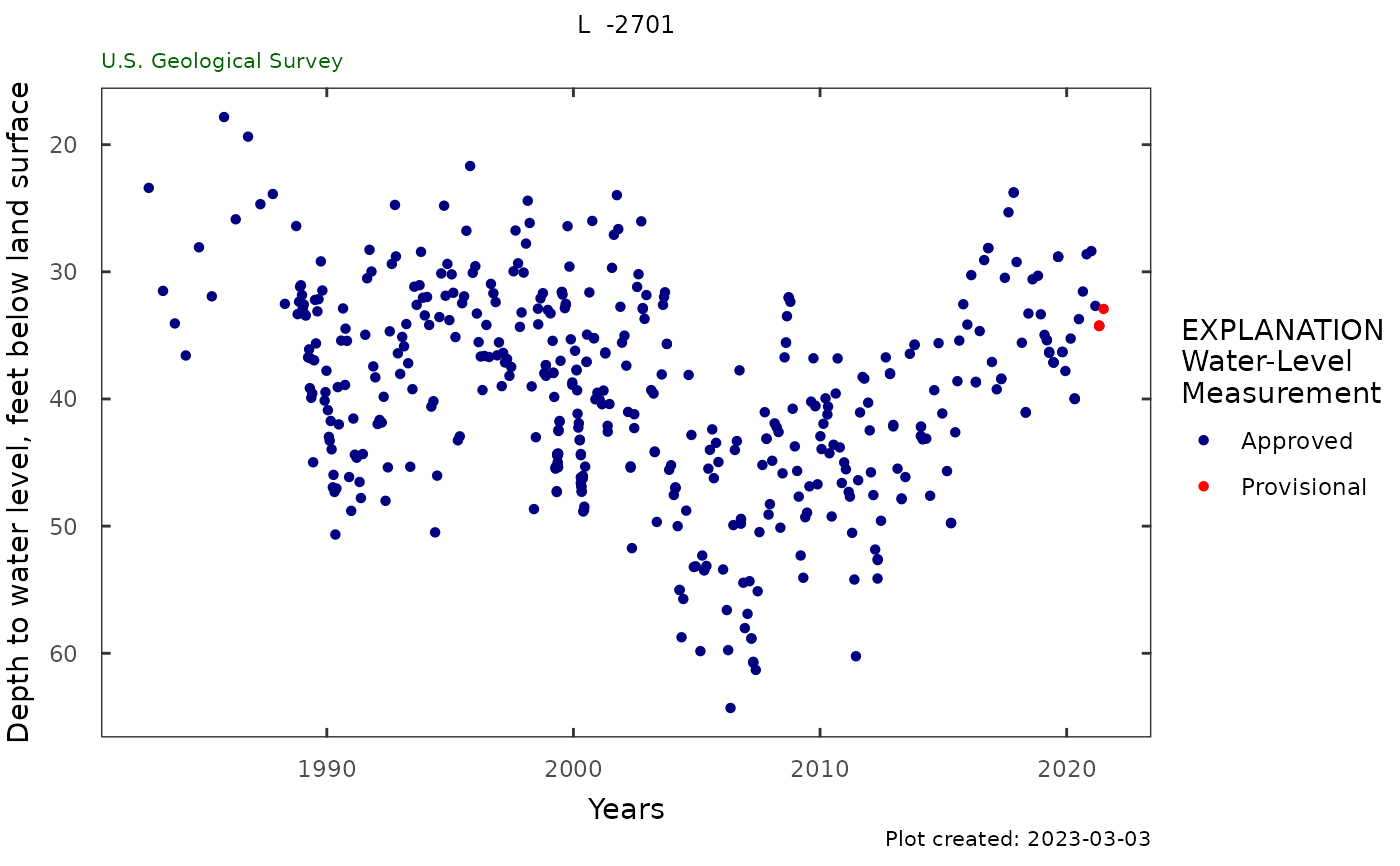 L  -2701
U.S. Geological Survey
Depth to water level, feet below land surface
20
30
40
50
60
1990
2000
2010
2020
Years
EXPLANATION
Water-Level
Measurement
Approved
Provisional
Plot created: 2023-03-03